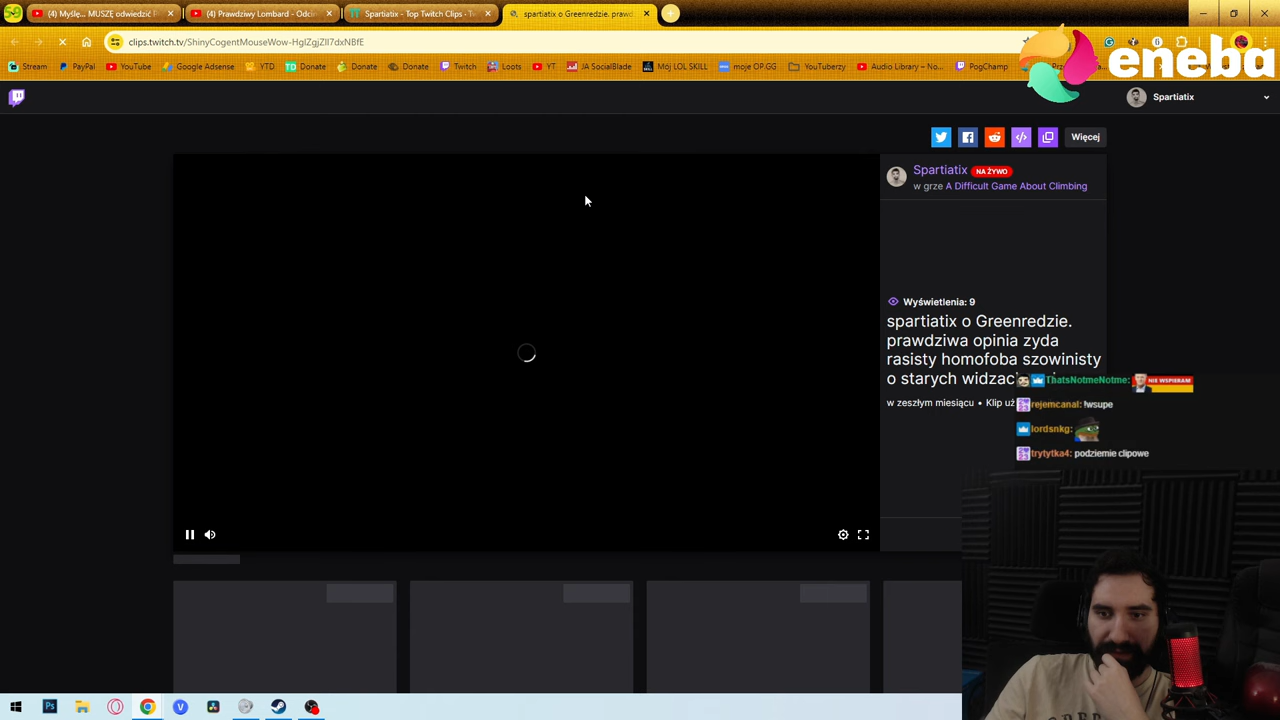 (4) Myślę... MUSZĘ odwiedzić
(4) Prawdziwy Lombard - Odci
Spartiatix - Top Twitch Clips - T
spartiatix o Greenredzie. prawd
clips.twitch.tv/ShinyCogentMouseWow-HglZgjZIl7dxNBfE
eneba
Stream
PayPal
YouTube
Google Adsense
YTD
Donate
Donate
Donate
Twitch
Loots
YT
JA SocialBlade
Mój LOL SKILL
moje OP.GG
YouTuberzy
Audio Library – No...
PogChamp
Spartiatix
Więcej
Spartiatix NA ŻYWO
w grze A Difficult Game About Climbing
Wyświetlenia: 9
spartiatix o Greenredzie.
prawdziwa opinia zyda
rasisty homofoba szowinisty
o starych widzac
w zeszłym miesiącu • Klip uż
ThatsNotmeNotme: NIE WSPIERAM
rejemcanal: !wsupe
lordsnkg:
trytytka4: podziemie clipowe
Ps